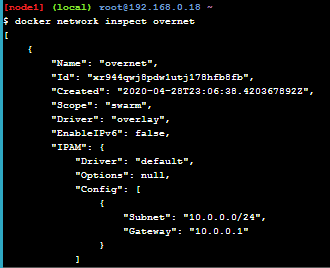 [node1] (local) root@192.168.0.18 ~
$ docker network inspect overnet
[
    {
        "Name": "overnet",
        "Id": "xr944qwj8pdw1utj178hfb8fb",
        "Created": "2020-04-28T23:06:38.420367892Z",
        "Scope": "swarm",
        "Driver": "overlay",
        "EnableIPv6": false,
        "IPAM": {
            "Driver": "default",
            "Options": null,
            "Config": [
                {
                    "Subnet": "10.0.0.0/24",
                    "Gateway": "10.0.0.1"
                }
            ]